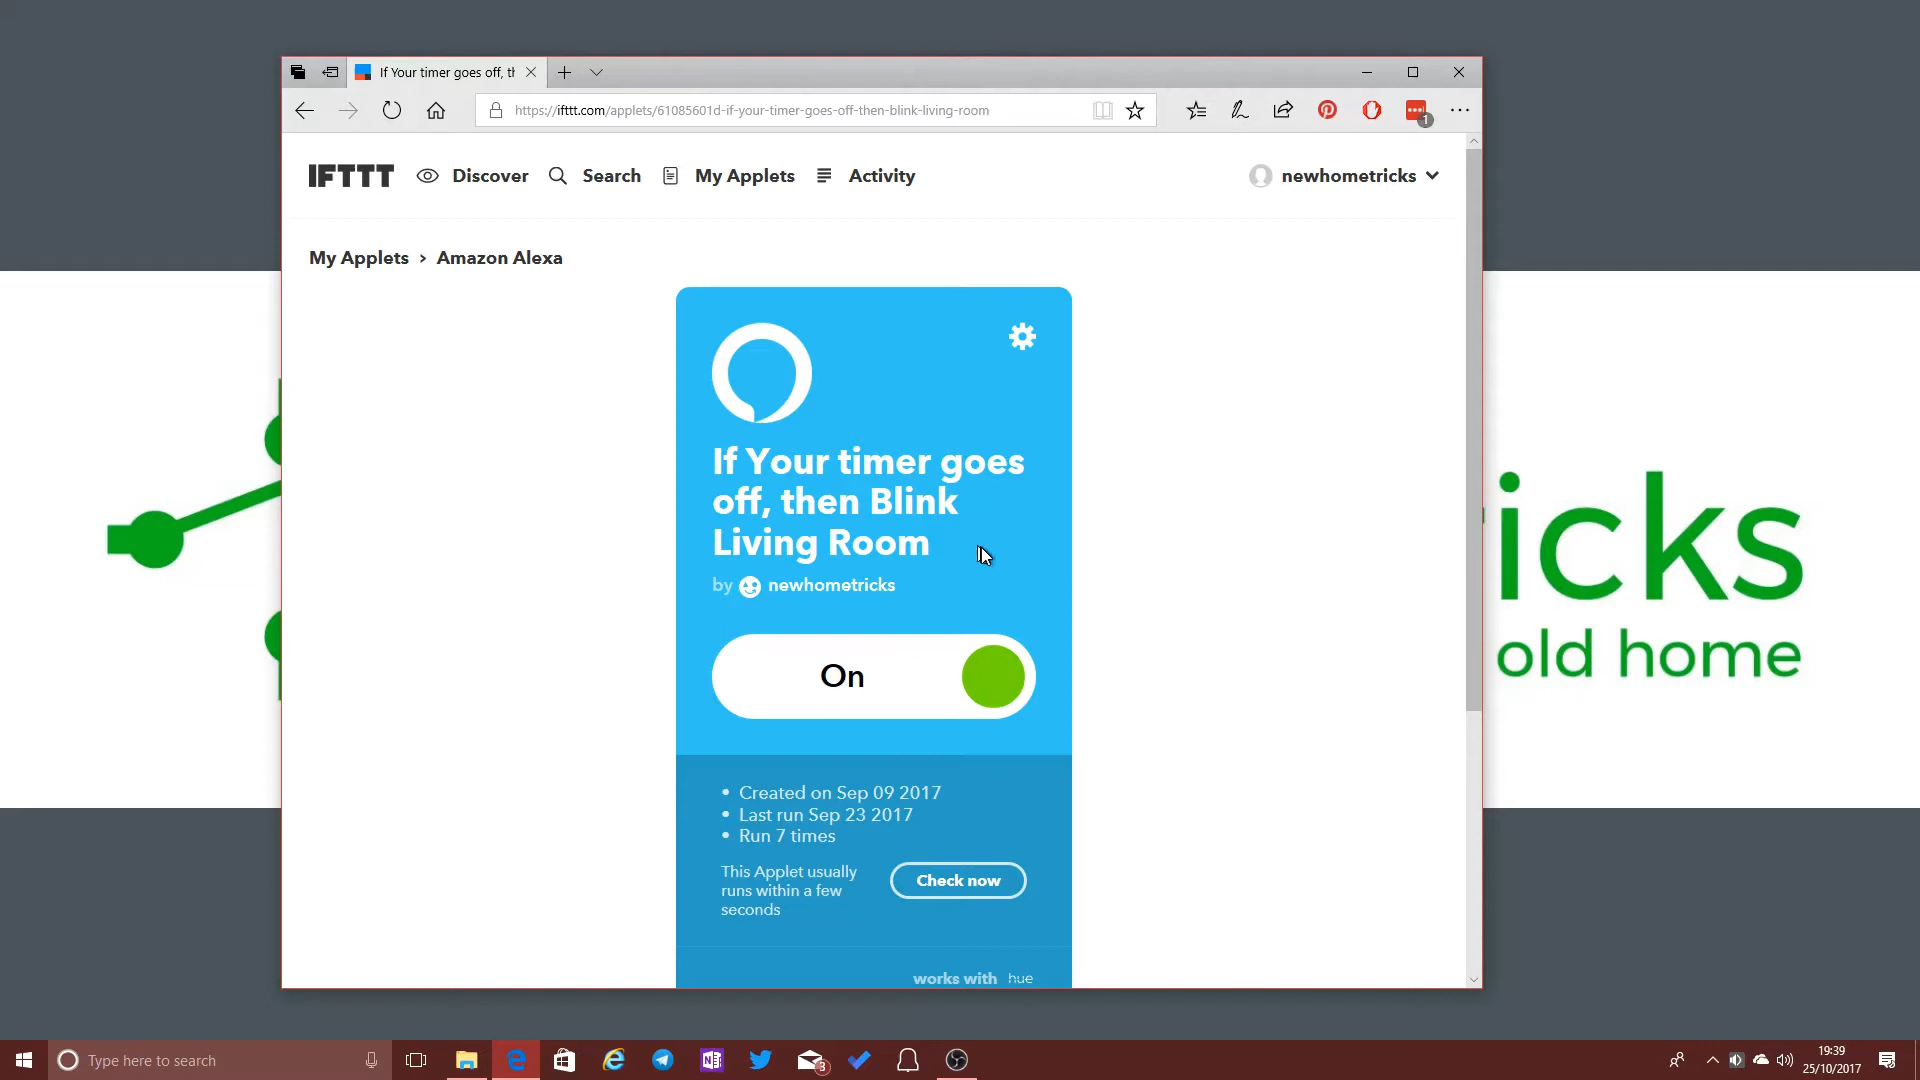 If Your timer goes off, th
https://ifttt.com/applets/61085601d-if-your-timer-goes-off-then-blink-living-room
1
IFTTT Discover Search My Applets Activity newhometricks
My Applets > Amazon Alexa
If Your timer goes
off, then Blink
Living Room
by newhometricks
On
icks
old home
• Created on Sep 09 2017
• Last run Sep 23 2017
• Run 7 times
This Applet usually
runs within a few
seconds
Check now
works with hue
Type here to search
3
19:39
25/10/2017